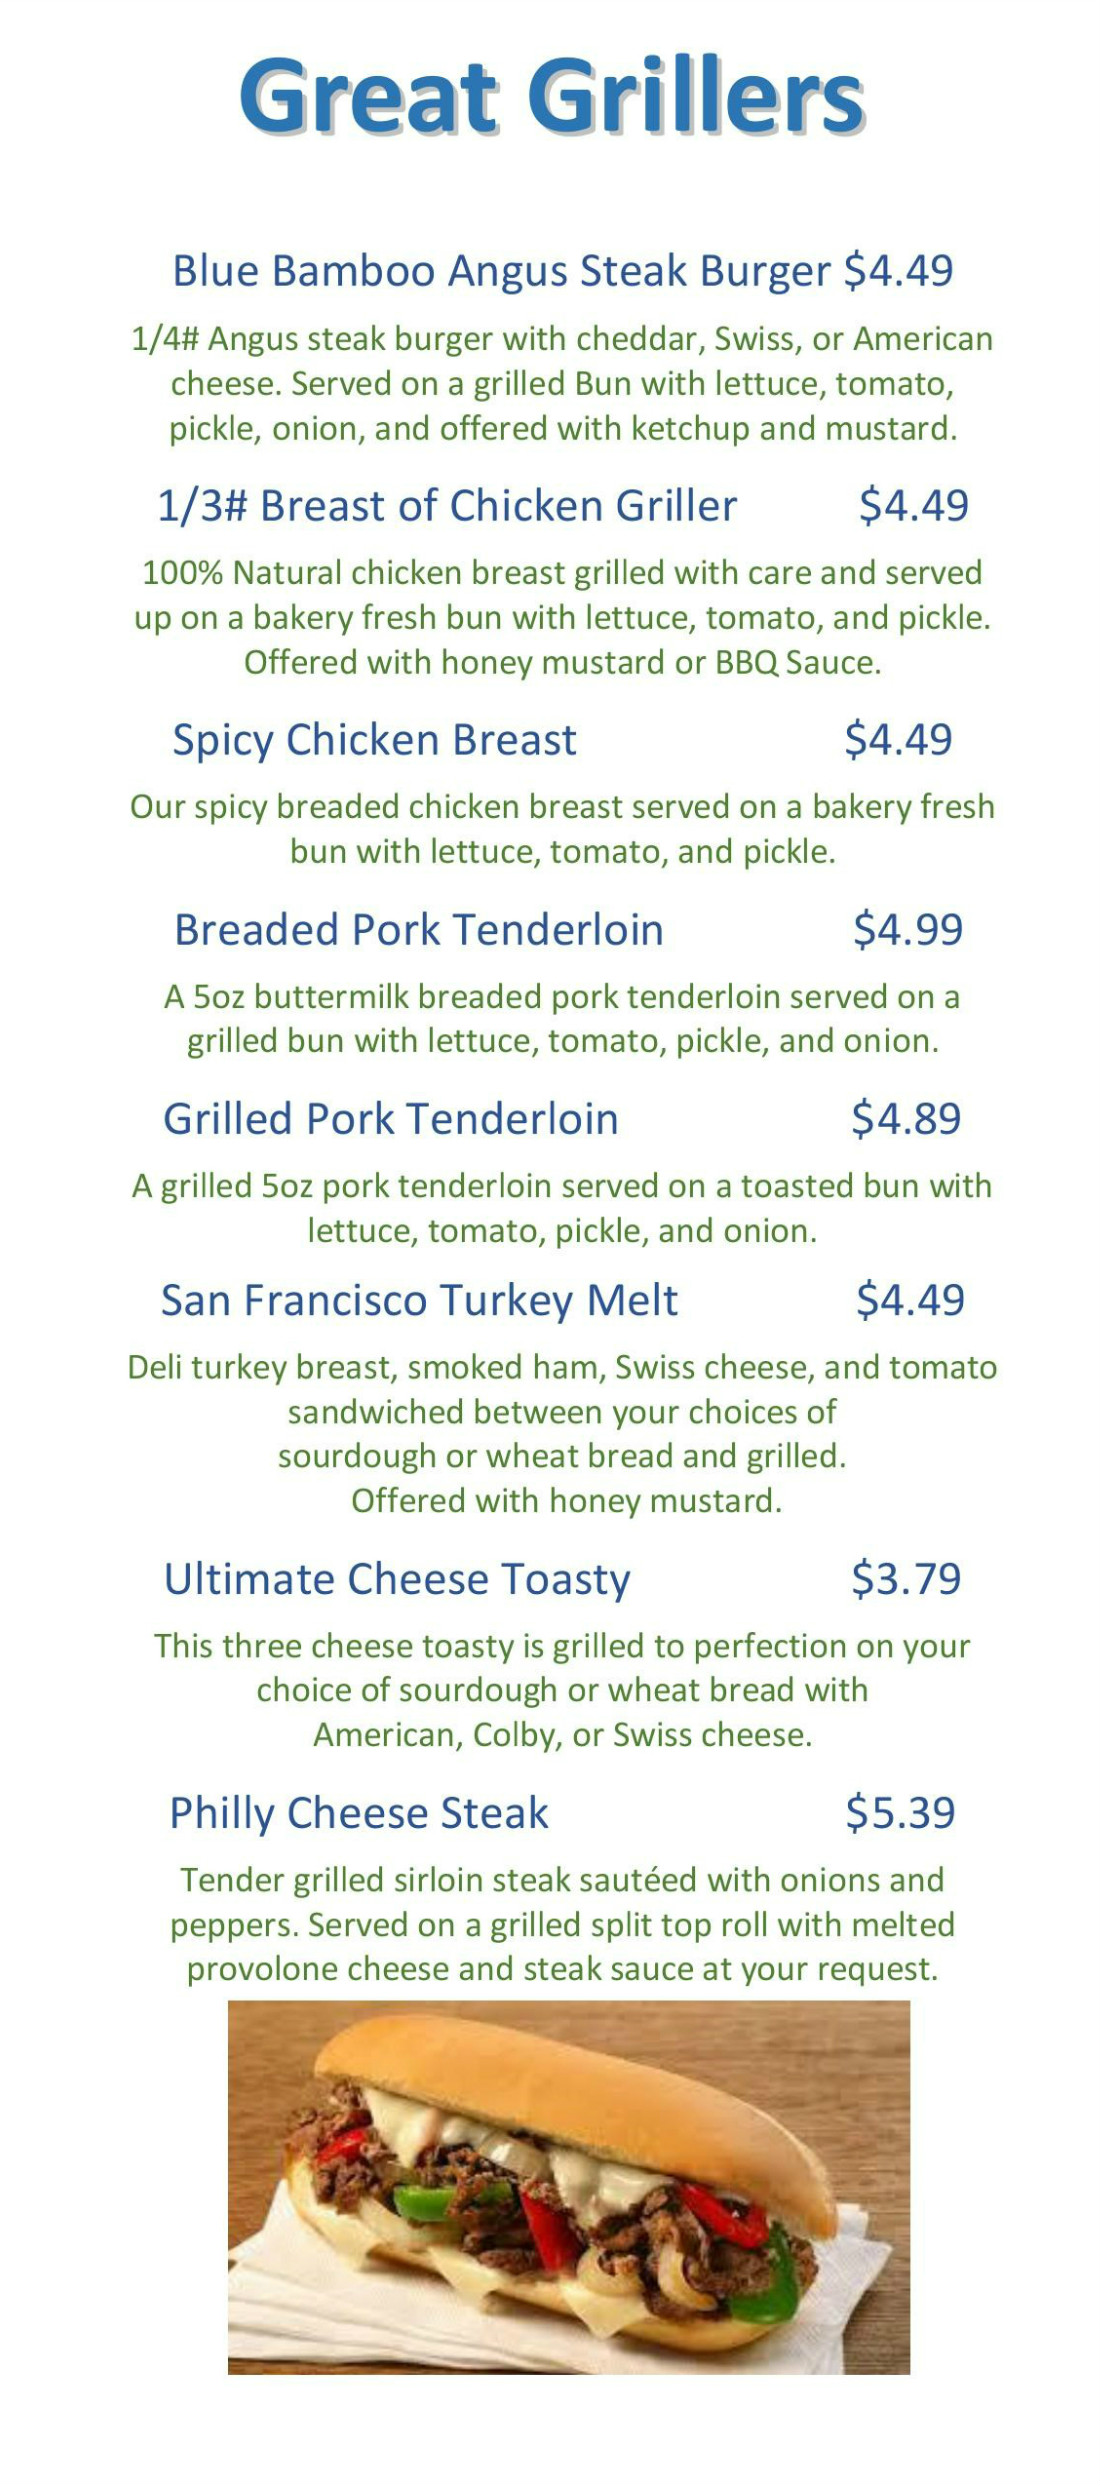 Great Grillers
Blue Bamboo Angus Steak Burger $4.49
1/4# Angus steak burger with cheddar, Swiss, or American
cheese. Served on a grilled Bun with lettuce, tomato,
pickle, onion, and offered with ketchup and mustard.
1/3# Breast of Chicken Griller $4.49
100% Natural chicken breast grilled with care and served
up on a bakery fresh bun with lettuce, tomato, and pickle.
Offered with honey mustard or BBQ Sauce.
Spicy Chicken Breast $4.49
Our spicy breaded chicken breast served on a bakery fresh
bun with lettuce, tomato, and pickle.
Breaded Pork Tenderloin $4.99
A 5oz buttermilk breaded pork tenderloin served on a
grilled bun with lettuce, tomato, pickle, and onion.
Grilled Pork Tenderloin $4.89
A grilled 5oz pork tenderloin served on a toasted bun with
lettuce, tomato, pickle, and onion.
San Francisco Turkey Melt $4.49
Deli turkey breast, smoked ham, Swiss cheese, and tomato
sandwiched between your choices of
sourdough or wheat bread and grilled.
Offered with honey mustard.
Ultimate Cheese Toasty $3.79
This three cheese toasty is grilled to perfection on your
choice of sourdough or wheat bread with
American, Colby, or Swiss cheese.
Philly Cheese Steak $5.39
Tender grilled sirloin steak sautéed with onions and
peppers. Served on a grilled split top roll with melted
provolone cheese and steak sauce at your request.